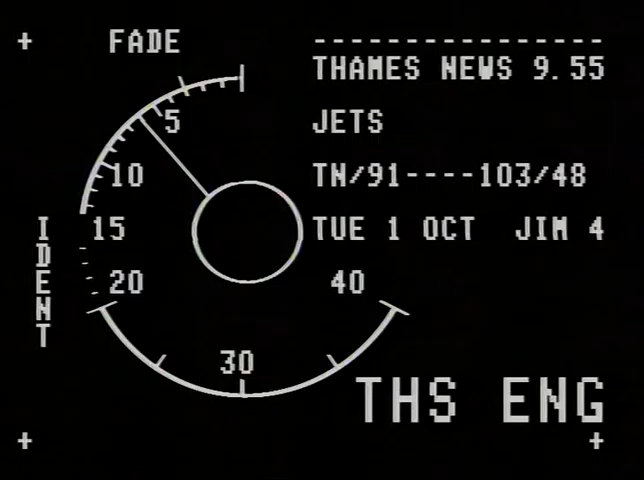 + FADE ----------------
THAMES NEWS 9.55
5 JETS
10 TN/91----103/48
IDENT 15 TUE 1 OCT JIM 4
20 40
30
THS ENG
+ +